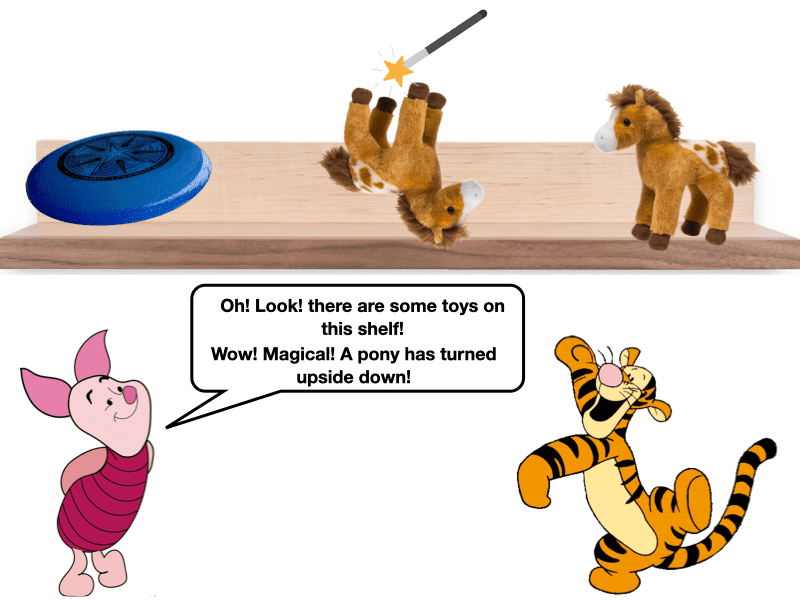 Oh! Look! there are some toys on
this shelf!
Wow! Magical! A pony has turned
upside down!